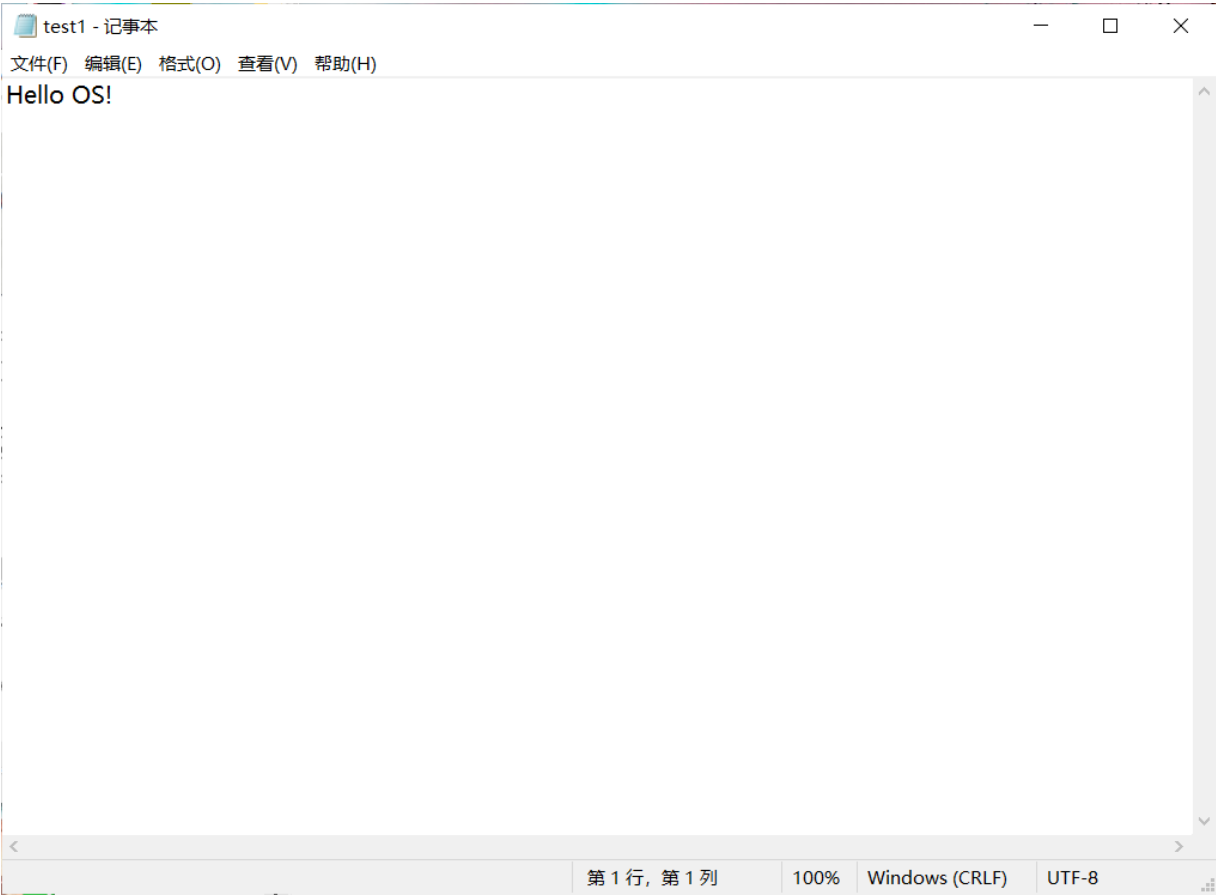 test1 - 记事本
文件(F) 编辑(E) 格式(O) 查看(V) 帮助(H)
Hello OS!
第 1 行，第 1 列 100% Windows (CRLF) UTF-8